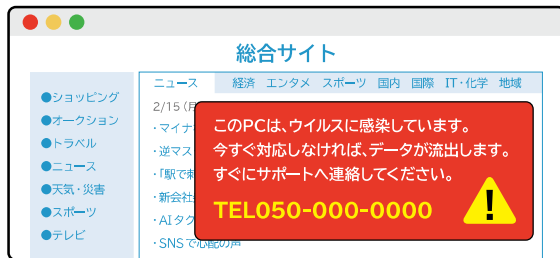 総合サイト
●ショッピング
●オークション
●トラベル
●ニュース
●天気・災害
●スポーツ
●テレビ
ニュース 経済 エンタメ スポーツ 国内 国際 IT・化学 地域
2/15(月
・マイナ
・逆マス
・「駅で
・新会社
・AIタク
・SNSで心配の声
このPCは、ウイルスに感染しています。
今すぐ対応しなければ、データが流出します。
すぐにサポートへ連絡してください。
TEL050-000-0000